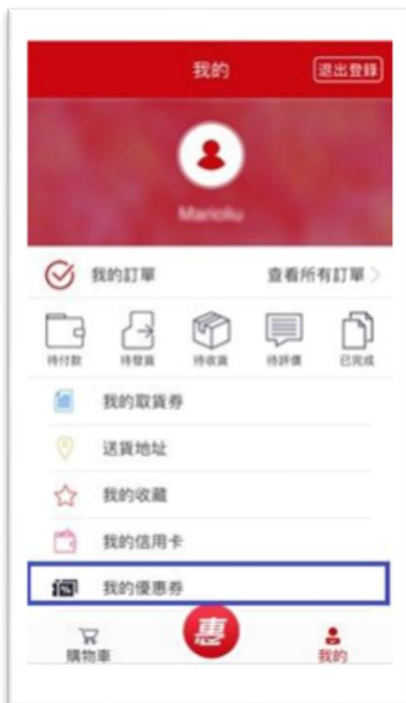 我的 退出登錄
Marioliu
我的訂單 查看所有訂單
待付款 待發貨 待收貨 待評價 已完成
我的取貨券
送貨地址
我的收藏
我的信用卡
我的優惠券
惠
購物車 我的